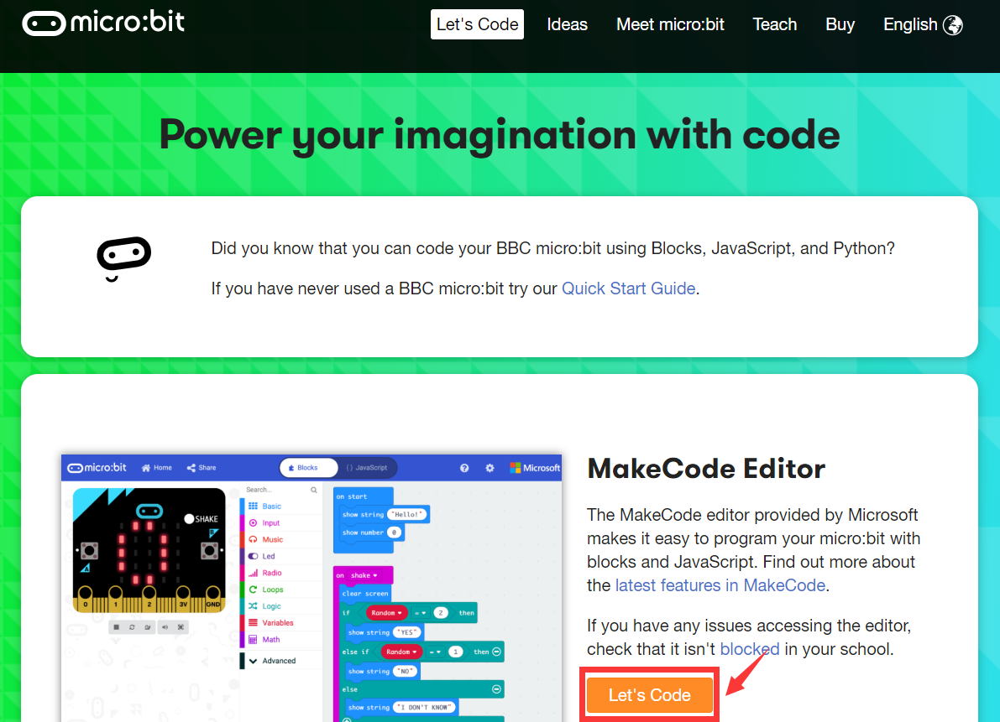 micro:bit
Let's Code
Ideas
Meet micro:bit
Teach
Buy
English
Power your imagination with code
Did you know that you can code your BBC micro:bit using Blocks, JavaScript, and Python?
If you have never used a BBC micro:bit try our Quick Start Guide.
micro:bit
Home
Share
Blocks
{} JavaScript
Microsoft
SHAKE
B
A
0
1
2
3V
GND
Search...
Basic
Input
Music
Led
Radio
Loops
Logic
Variables
Math
Advanced
on start
show string "Hello!"
show number 0
on shake
clear screen
if Random = 2 then
show string "YES"
else if Random = 1 then
show string "NO"
else
show string "I DON'T KNOW"
MakeCode Editor
The MakeCode editor provided by Microsoft
makes it easy to program your micro:bit with
blocks and JavaScript. Find out more about
the latest features in MakeCode.
If you have any issues accessing the editor,
check that it isn't blocked in your school.
Let's Code